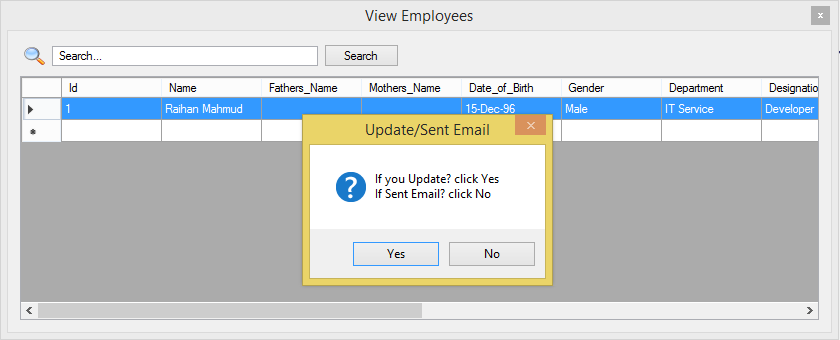 View Employees
x
Search...
Search
Id Name Fathers_Name Mothers_Name Date_of_Birth Gender Department Designatio
1 Raihan Mahmud 15-Dec-96 Male IT Service Developer
Update/Sent Email
If you Update? click Yes
If Sent Email? click No
Yes No